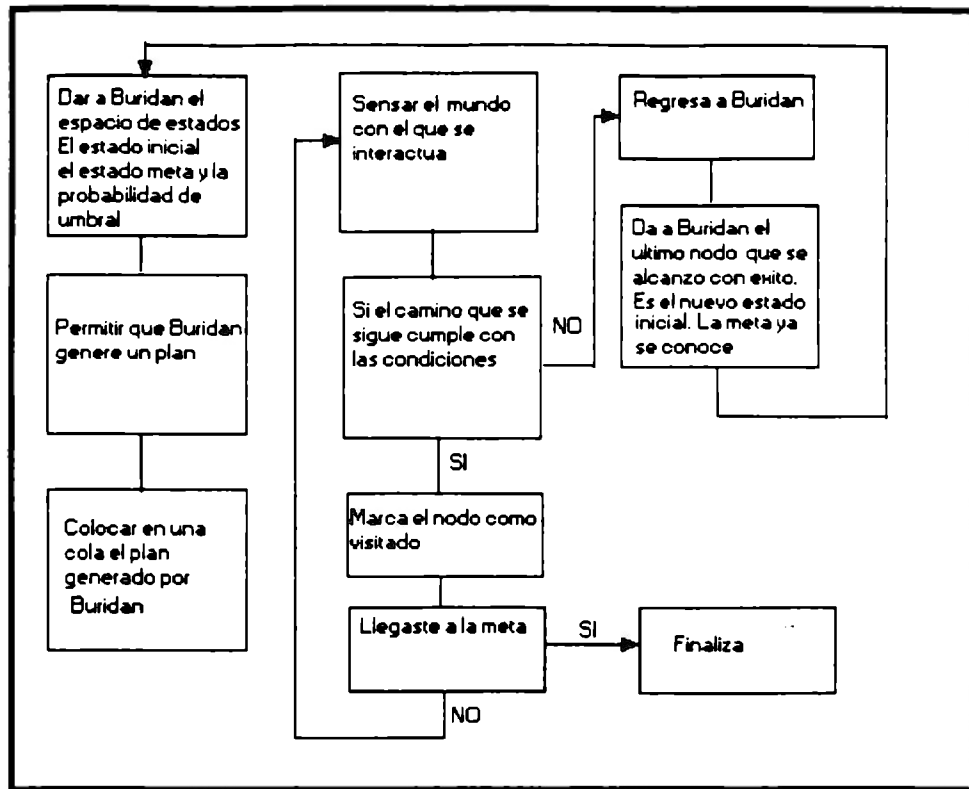 Dar a Buridan el
espacio de estados
El estado inicial
el estado meta y la
probabilidad de
umbral
Permitir que Buridan
genere un plan
Colocar en una
cola el plan
generado por
Buridan
Sensar el mundo
con el que se
interactua
Si el camino que se
sigue cumple con
las condiciones
NO
SI
Marca el nodo como
visitado
Llegaste a la meta
SI
NO
Finaliza
Regresa a Buridan
Da a Buridan el
ultimo nodo que se
alcanzo con exito.
Es el nuevo estado
inicial. La meta ya
se conoce